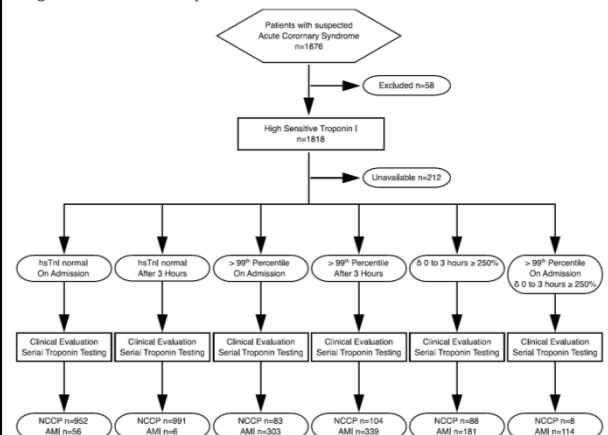 Patients with suspected
Acute Corornary Syndrome
n=1876
Excluded n=58
High Sensitive Troponin I
n=1818
Unavailable n=212
hsTnI normal
On Admission
hsTnI normal
After 3 Hours
> 99th Percentile
On Admission
> 99th Percentile
After 3 Hours
δ 0 to 3 hours ≥ 250%
> 99th Percentile
On Admission
δ 0 to 3 hours ≥ 250%
Clinical Evaluation
Serial Troponin Testing
Clinical Evaluation
Serial Troponin Testing
Clinical Evaluation
Serial Troponin Testing
Clinical Evaluation
Serial Troponin Testing
Clinical Evaluation
Serial Troponin Testing
Clinical Evaluation
Serial Troponin Testing
NCCP n=952
AMI n=56
NCCP n=991
AMI n=6
NCCP n=83
AMI n=303
NCCP n=104
AMI n=339
NCCP n=88
AMI n=181
NCCP n=8
AMI n=114